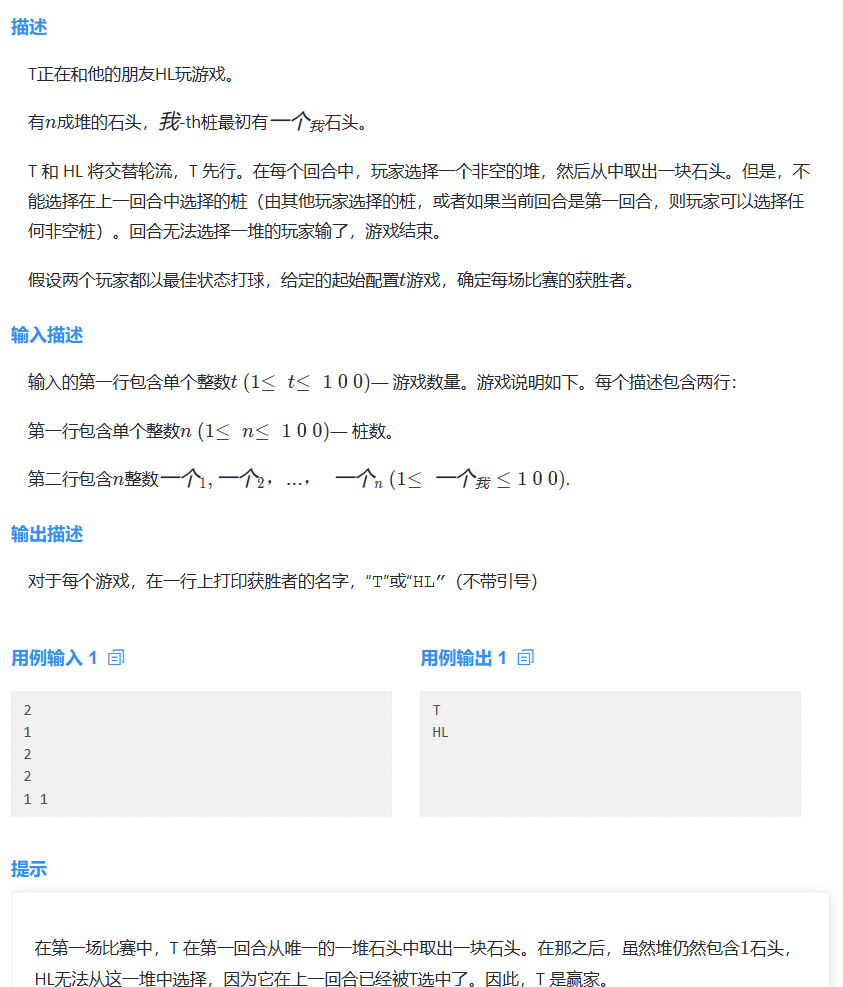 描述
T正在和他的朋友HL玩游戏。
有n成堆的石头，我-th桩最初有一个我石头。
T 和 HL 将交替轮流，T 先行。在每个回合中，玩家选择一个非空的堆，然后从中取出一块石头。但是，不
能选择在上一回合中选择的桩（由其他玩家选择的桩，或者如果当前回合是第一回合，则玩家可以选择任
何非空桩）。回合无法选择一堆的玩家输了，游戏结束。
假设两个玩家都以最佳状态打球，给定的起始配置t游戏，确定每场比赛的获胜者。
输入描述
输入的第一行包含单个整数t (1≤ t≤ 1 0 0)— 游戏数量。游戏说明如下。每个描述包含两行：
第一行包含单个整数n (1≤ n≤ 1 0 0)— 桩数。
第二行包含n整数一个1, 一个2，...， 一个n (1≤ 一个我 ≤ 1 0 0).
输出描述
对于每个游戏，在一行上打印获胜者的名字，“T”或“HL”（不带引号）
用例输入 1
用例输出 1
2
1
2
2
1 1
T
HL
提示
在第一场比赛中，T 在第一回合从唯一的一堆石头中取出一块石头。在那之后，虽然堆仍然包含1石头，
HL无法从这一堆中选择，因为它在上一回合已经被T选中了。因此，T 是赢家。